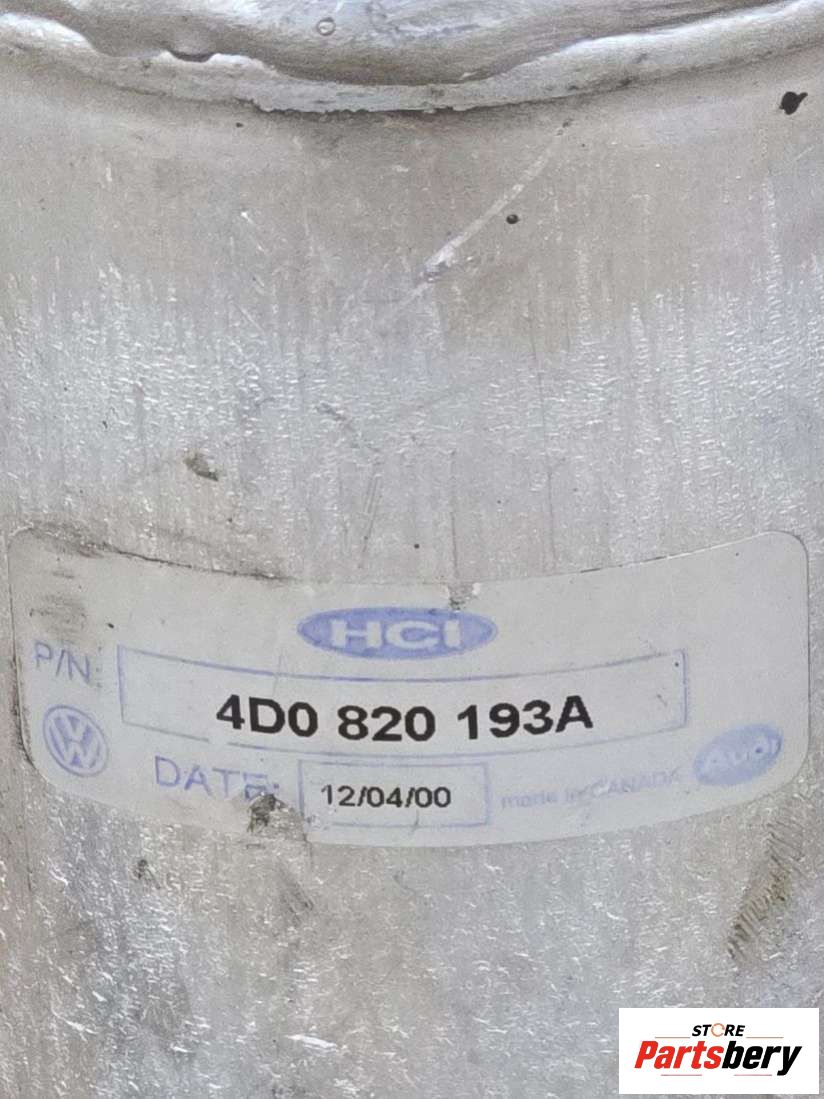 HCI
P/N:
4D0 820 193A
DATE:
12/04/00
made in CANADA
Audi
STORE
Partsbery